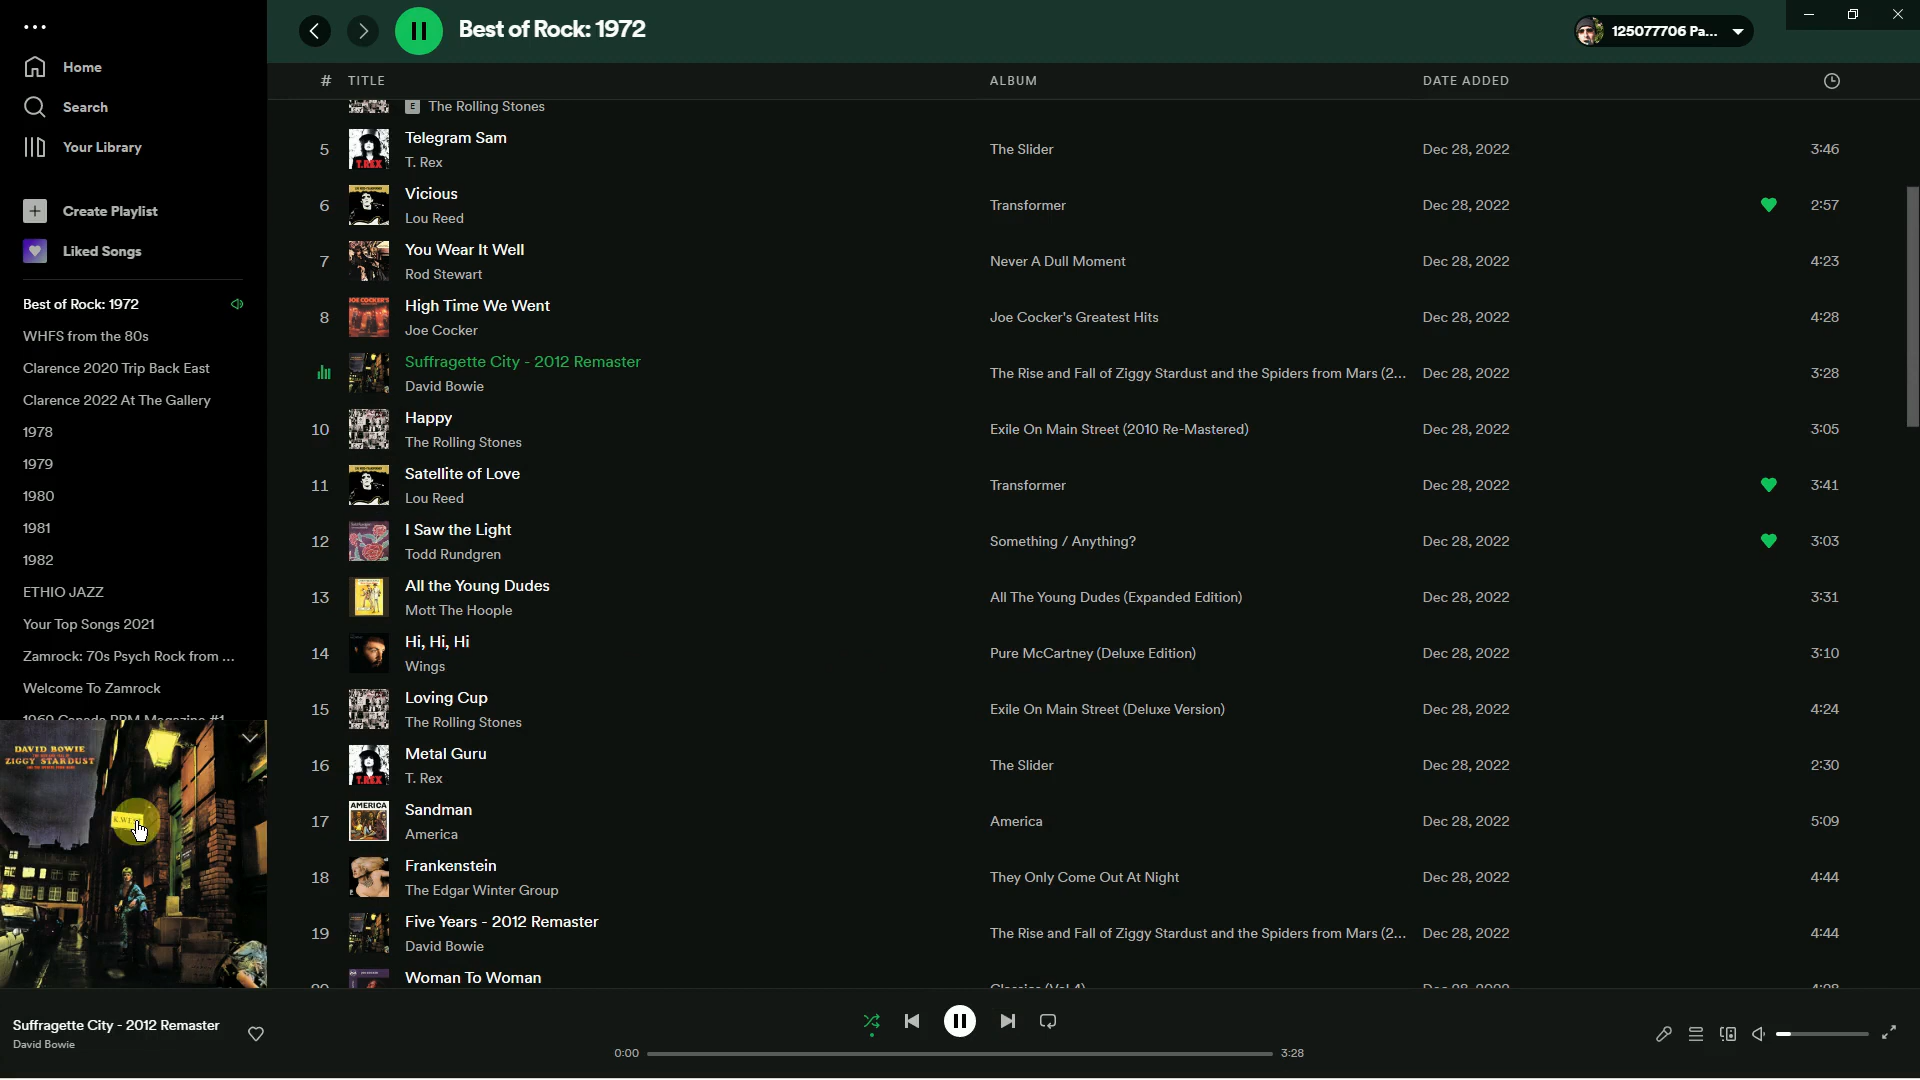 Best of Rock: 1972
125077706 Pa...
Home
Search
Your Library
Create Playlist
Liked Songs
Best of Rock: 1972
WHFS from the 80s
Clarence 2020 Trip Back East
Clarence 2022 At The Gallery
1978
1979
1980
1981
1982
ETHIO JAZZ
Your Top Songs 2021
Zamrock: 70s Psych Rock from ...
Welcome To Zamrock
# TITLE ALBUM DATE ADDED
E The Rolling Stones
5 Telegram Sam The Slider Dec 28, 2022 3:46
T. Rex
6 Vicious Transformer Dec 28, 2022 2:57
Lou Reed
7 You Wear It Well Never A Dull Moment Dec 28, 2022 4:23
Rod Stewart
8 High Time We Went Joe Cocker's Greatest Hits Dec 28, 2022 4:28
Joe Cocker
Suffragette City - 2012 Remaster The Rise and Fall of Ziggy Stardust and the Spiders from Mars (2... Dec 28, 2022 3:28
David Bowie
10 Happy Exile On Main Street (2010 Re-Mastered) Dec 28, 2022 3:05
The Rolling Stones
11 Satellite of Love Transformer Dec 28, 2022 3:41
Lou Reed
12 I Saw the Light Something / Anything? Dec 28, 2022 3:03
Todd Rundgren
13 All the Young Dudes All The Young Dudes (Expanded Edition) Dec 28, 2022 3:31
Mott The Hoople
14 Hi, Hi, Hi Pure McCartney (Deluxe Edition) Dec 28, 2022 3:10
Wings
15 Loving Cup Exile On Main Street (Deluxe Version) Dec 28, 2022 4:24
The Rolling Stones
16 Metal Guru The Slider Dec 28, 2022 2:30
T. Rex
17 Sandman America Dec 28, 2022 5:09
America
18 Frankenstein They Only Come Out At Night Dec 28, 2022 4:44
The Edgar Winter Group
19 Five Years - 2012 Remaster The Rise and Fall of Ziggy Stardust and the Spiders from Mars (2... Dec 28, 2022 4:44
David Bowie
Woman To Woman
DAVID BOWIE
ZIGGY STARDUST
Suffragette City - 2012 Remaster
David Bowie
0:00 3:28